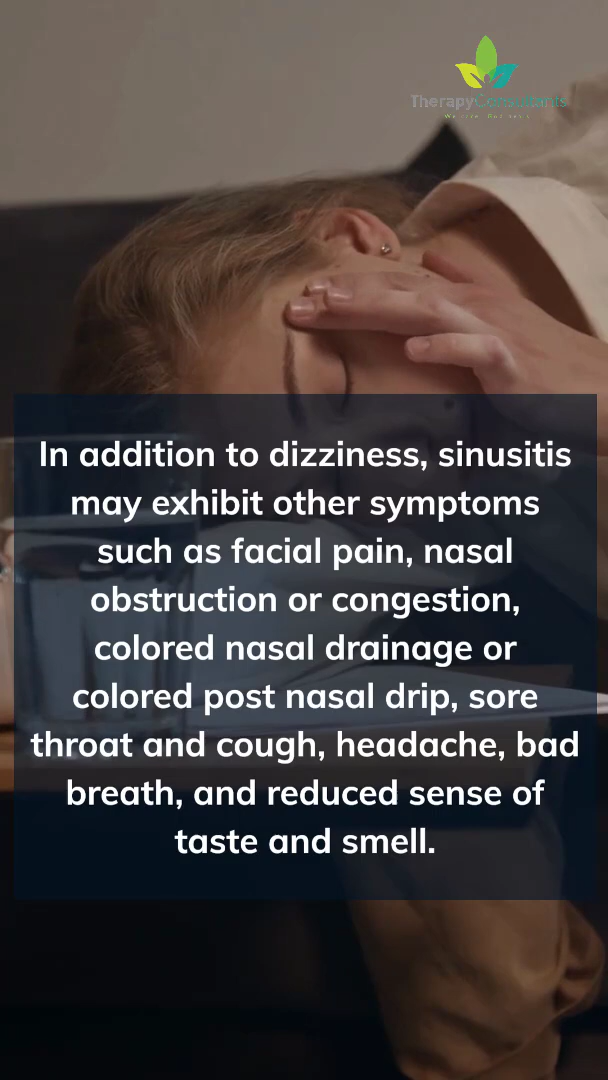 TherapyConsultants
In addition to dizziness, sinusitis
may exhibit other symptoms
such as facial pain, nasal
obstruction or congestion,
colored nasal drainage or
colored post nasal drip, sore
throat and cough, headache, bad
breath, and reduced sense of
taste and smell.